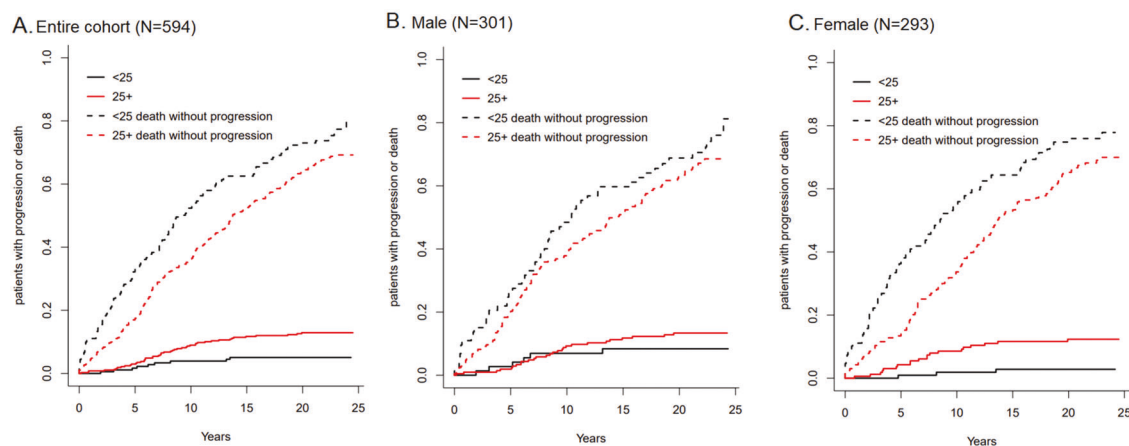 A. Entire cohort (N=594)
patients with progression or death
1.0
0.8
0.6
0.4
0.2
0.0
<25
25+
<25 death without progression
25+ death without progression
0 5 10 15 20 25
Years
B. Male (N=301)
patients with progression or death
1.0
0.8
0.6
0.4
0.2
0.0
<25
25+
<25 death without progression
25+ death without progression
0 5 10 15 20 25
Years
C. Female (N=293)
patients with progression or death
1.0
0.8
0.6
0.4
0.2
0.0
<25
25+
<25 death without progression
25+ death without progression
0 5 10 15 20 25
Years